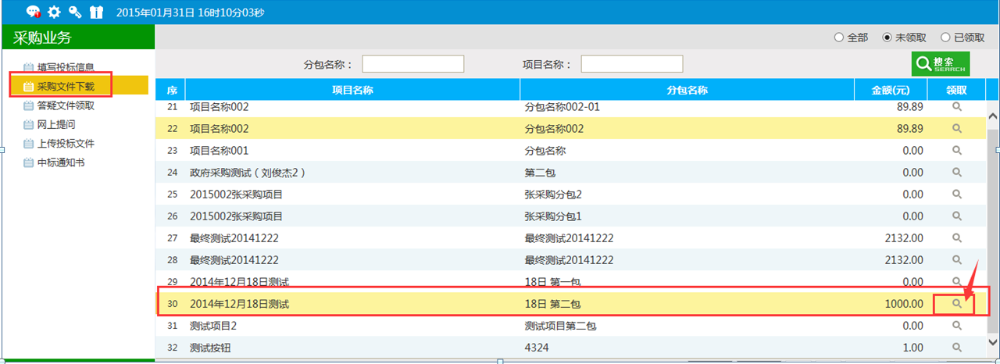 2015年01月31日 16时10分03秒
采购业务
全部 未领取 已领取
填写投标信息
采购文件下载
答疑文件领取
网上提问
上传投标文件
中标通知书
分包名称： 项目名称： 搜索 SEARCH
序 项目名称 分包名称 金额(元) 领取
21 项目名称002 分包名称002-01 89.89
22 项目名称002 分包名称002 89.89
23 项目名称001 分包名称 0.00
24 政府采购测试（刘俊杰2） 第二包 0.00
25 2015002张采购项目 张采购分包2 0.00
26 2015002张采购项目 张采购分包1 0.00
27 最终测试20141222 最终测试20141222 2132.00
28 最终测试20141222 最终测试20141222 2132.00
29 2014年12月18日测试 18日 第一包 0.00
30 2014年12月18日测试 18日 第二包 1000.00
31 测试项目2 测试项目第二包 0.00
32 测试按钮 4324 1.00